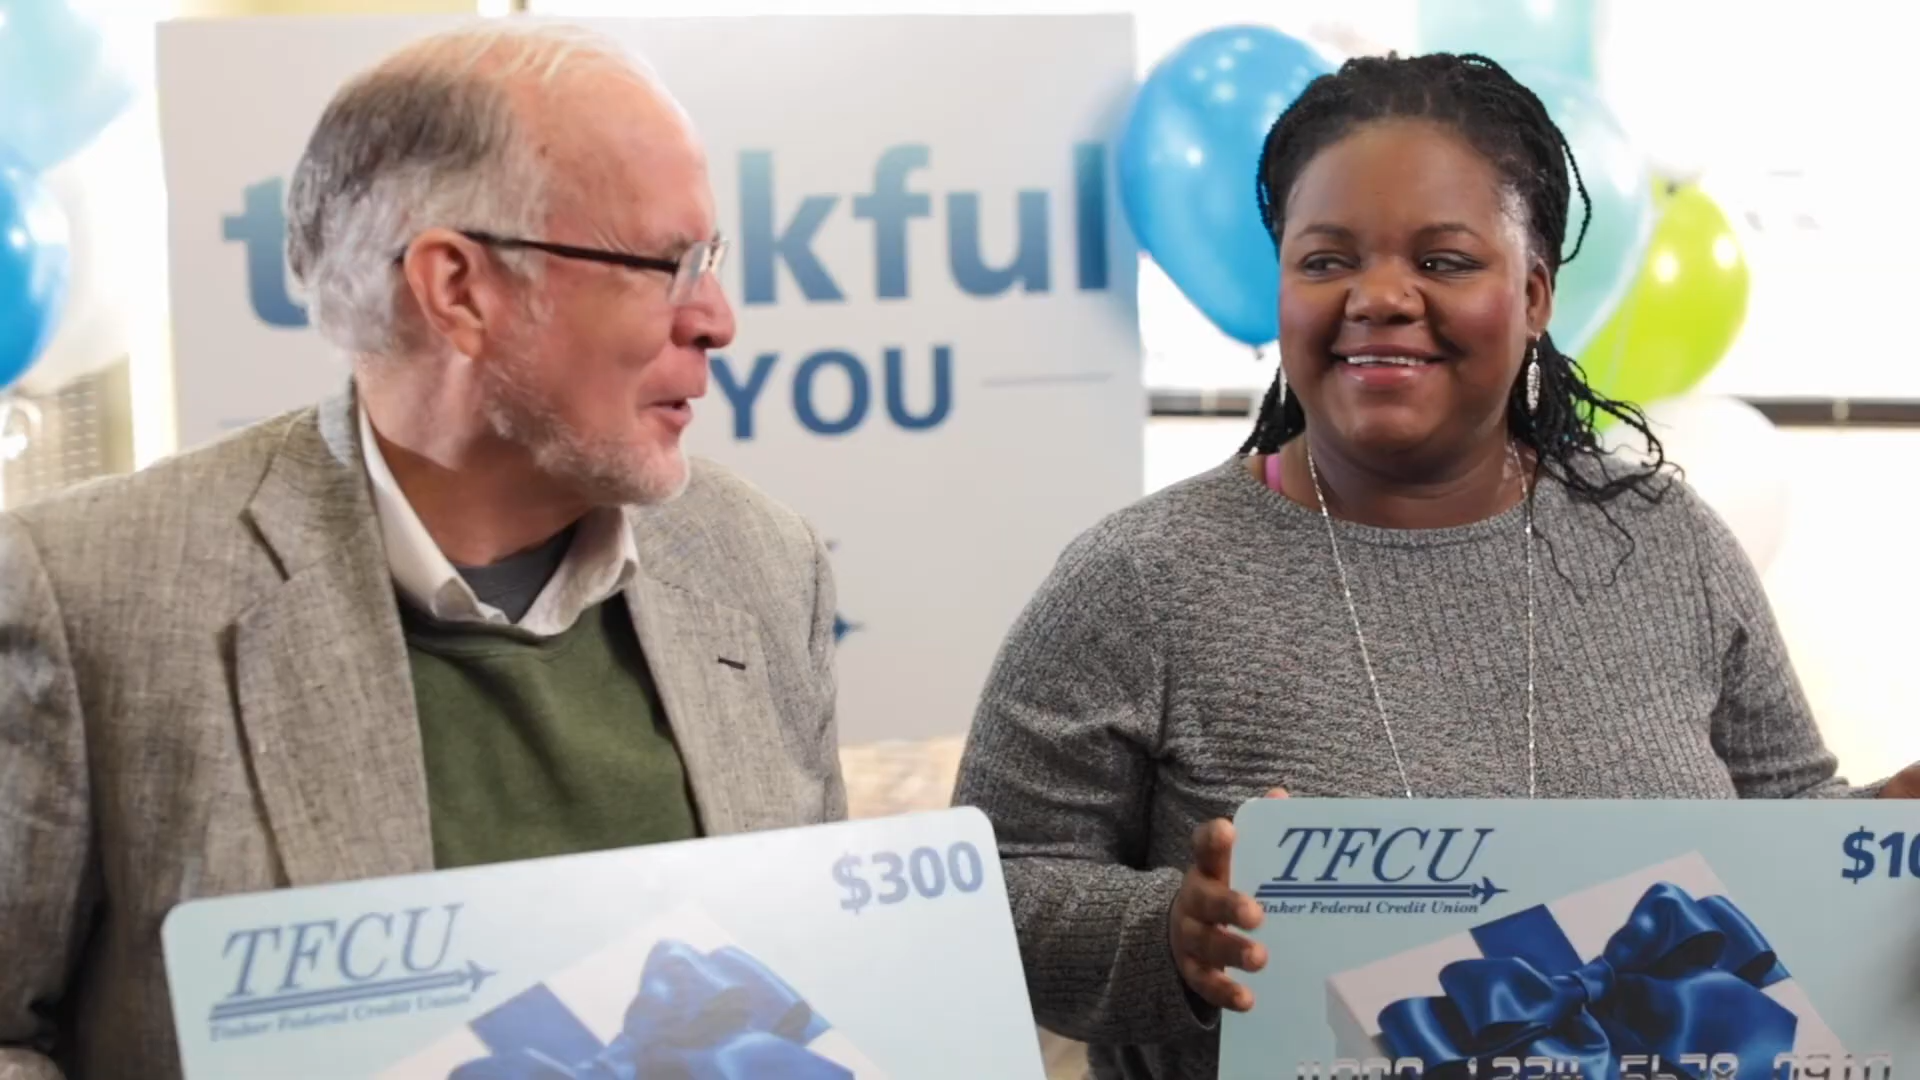 kful
YOU
$300
TFCU
Tinker Federal Credit Union
TFCU
Tinker Federal Credit Union
$10